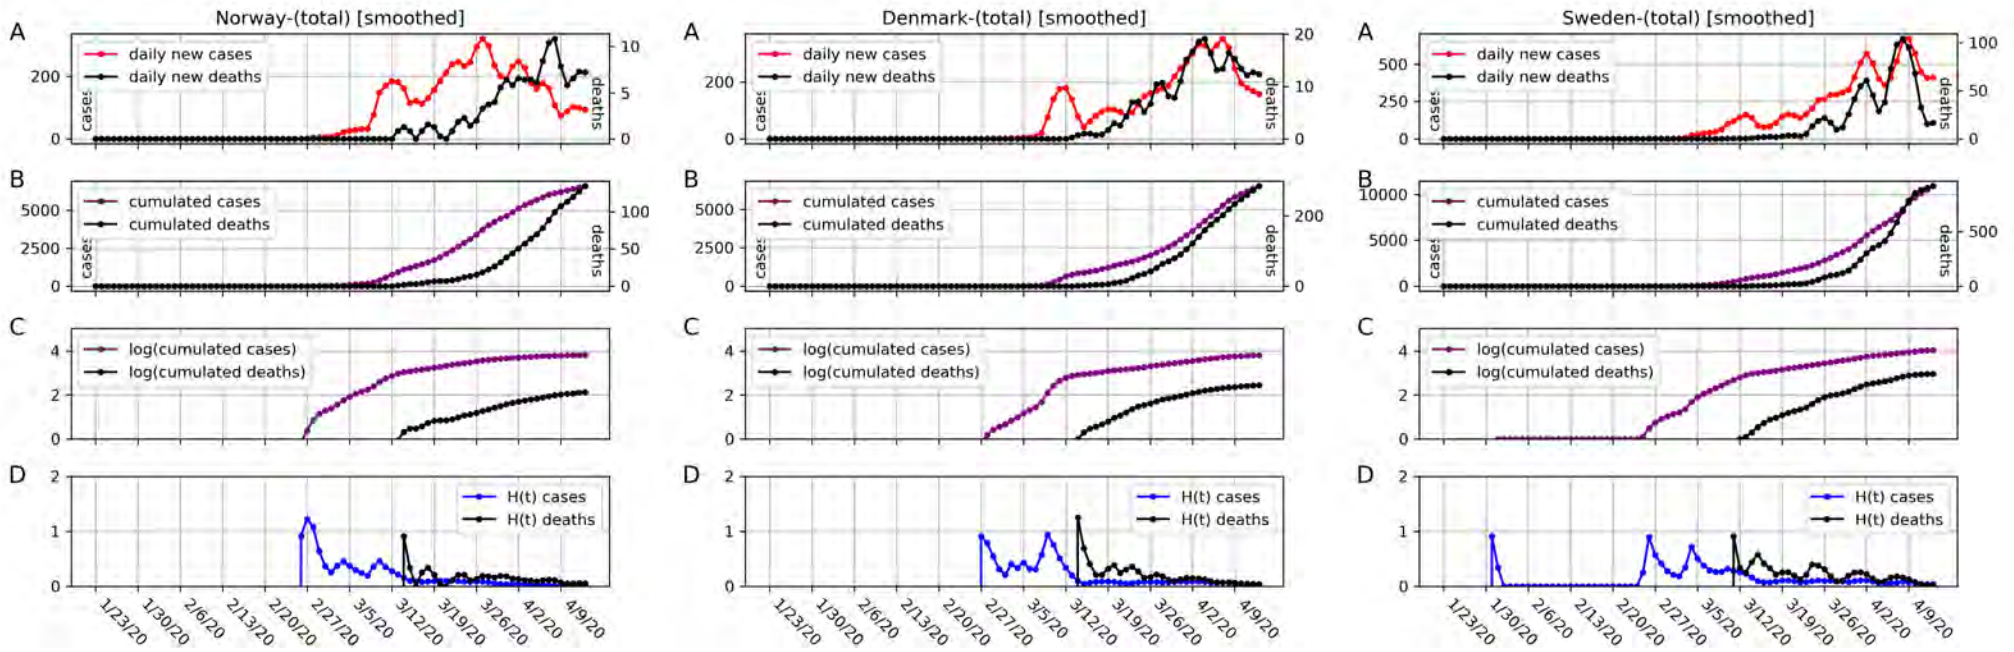 Norway-(total) [smoothed]
A
daily new cases
daily new deaths
200
0
cases
10
5
0
deaths
B
cumulated cases
cumulated deaths
5000
2500
0
cases
100
50
0
deaths
C
log(cumulated cases)
log(cumulated deaths)
4
2
0
D
H(t) cases
H(t) deaths
2
1
0
1/23/20
1/30/20
2/6/20
2/13/20
2/20/20
2/27/20
3/5/20
3/12/20
3/19/20
3/26/20
4/2/20
4/9/20
Denmark-(total) [smoothed]
A
daily new cases
daily new deaths
200
0
cases
20
10
0
deaths
B
cumulated cases
cumulated deaths
5000
2500
0
cases
200
0
deaths
C
log(cumulated cases)
log(cumulated deaths)
4
2
0
D
H(t) cases
H(t) deaths
2
1
0
1/23/20
1/30/20
2/6/20
2/13/20
2/20/20
2/27/20
3/5/20
3/12/20
3/19/20
3/26/20
4/2/20
4/9/20
Sweden-(total) [smoothed]
A
daily new cases
daily new deaths
500
250
0
cases
100
50
0
deaths
B
cumulated cases
cumulated deaths
10000
5000
0
cases
500
0
deaths
C
log(cumulated cases)
log(cumulated deaths)
4
2
0
D
H(t) cases
H(t) deaths
2
1
0
1/23/20
1/30/20
2/6/20
2/13/20
2/20/20
2/27/20
3/5/20
3/12/20
3/19/20
3/26/20
4/2/20
4/9/20